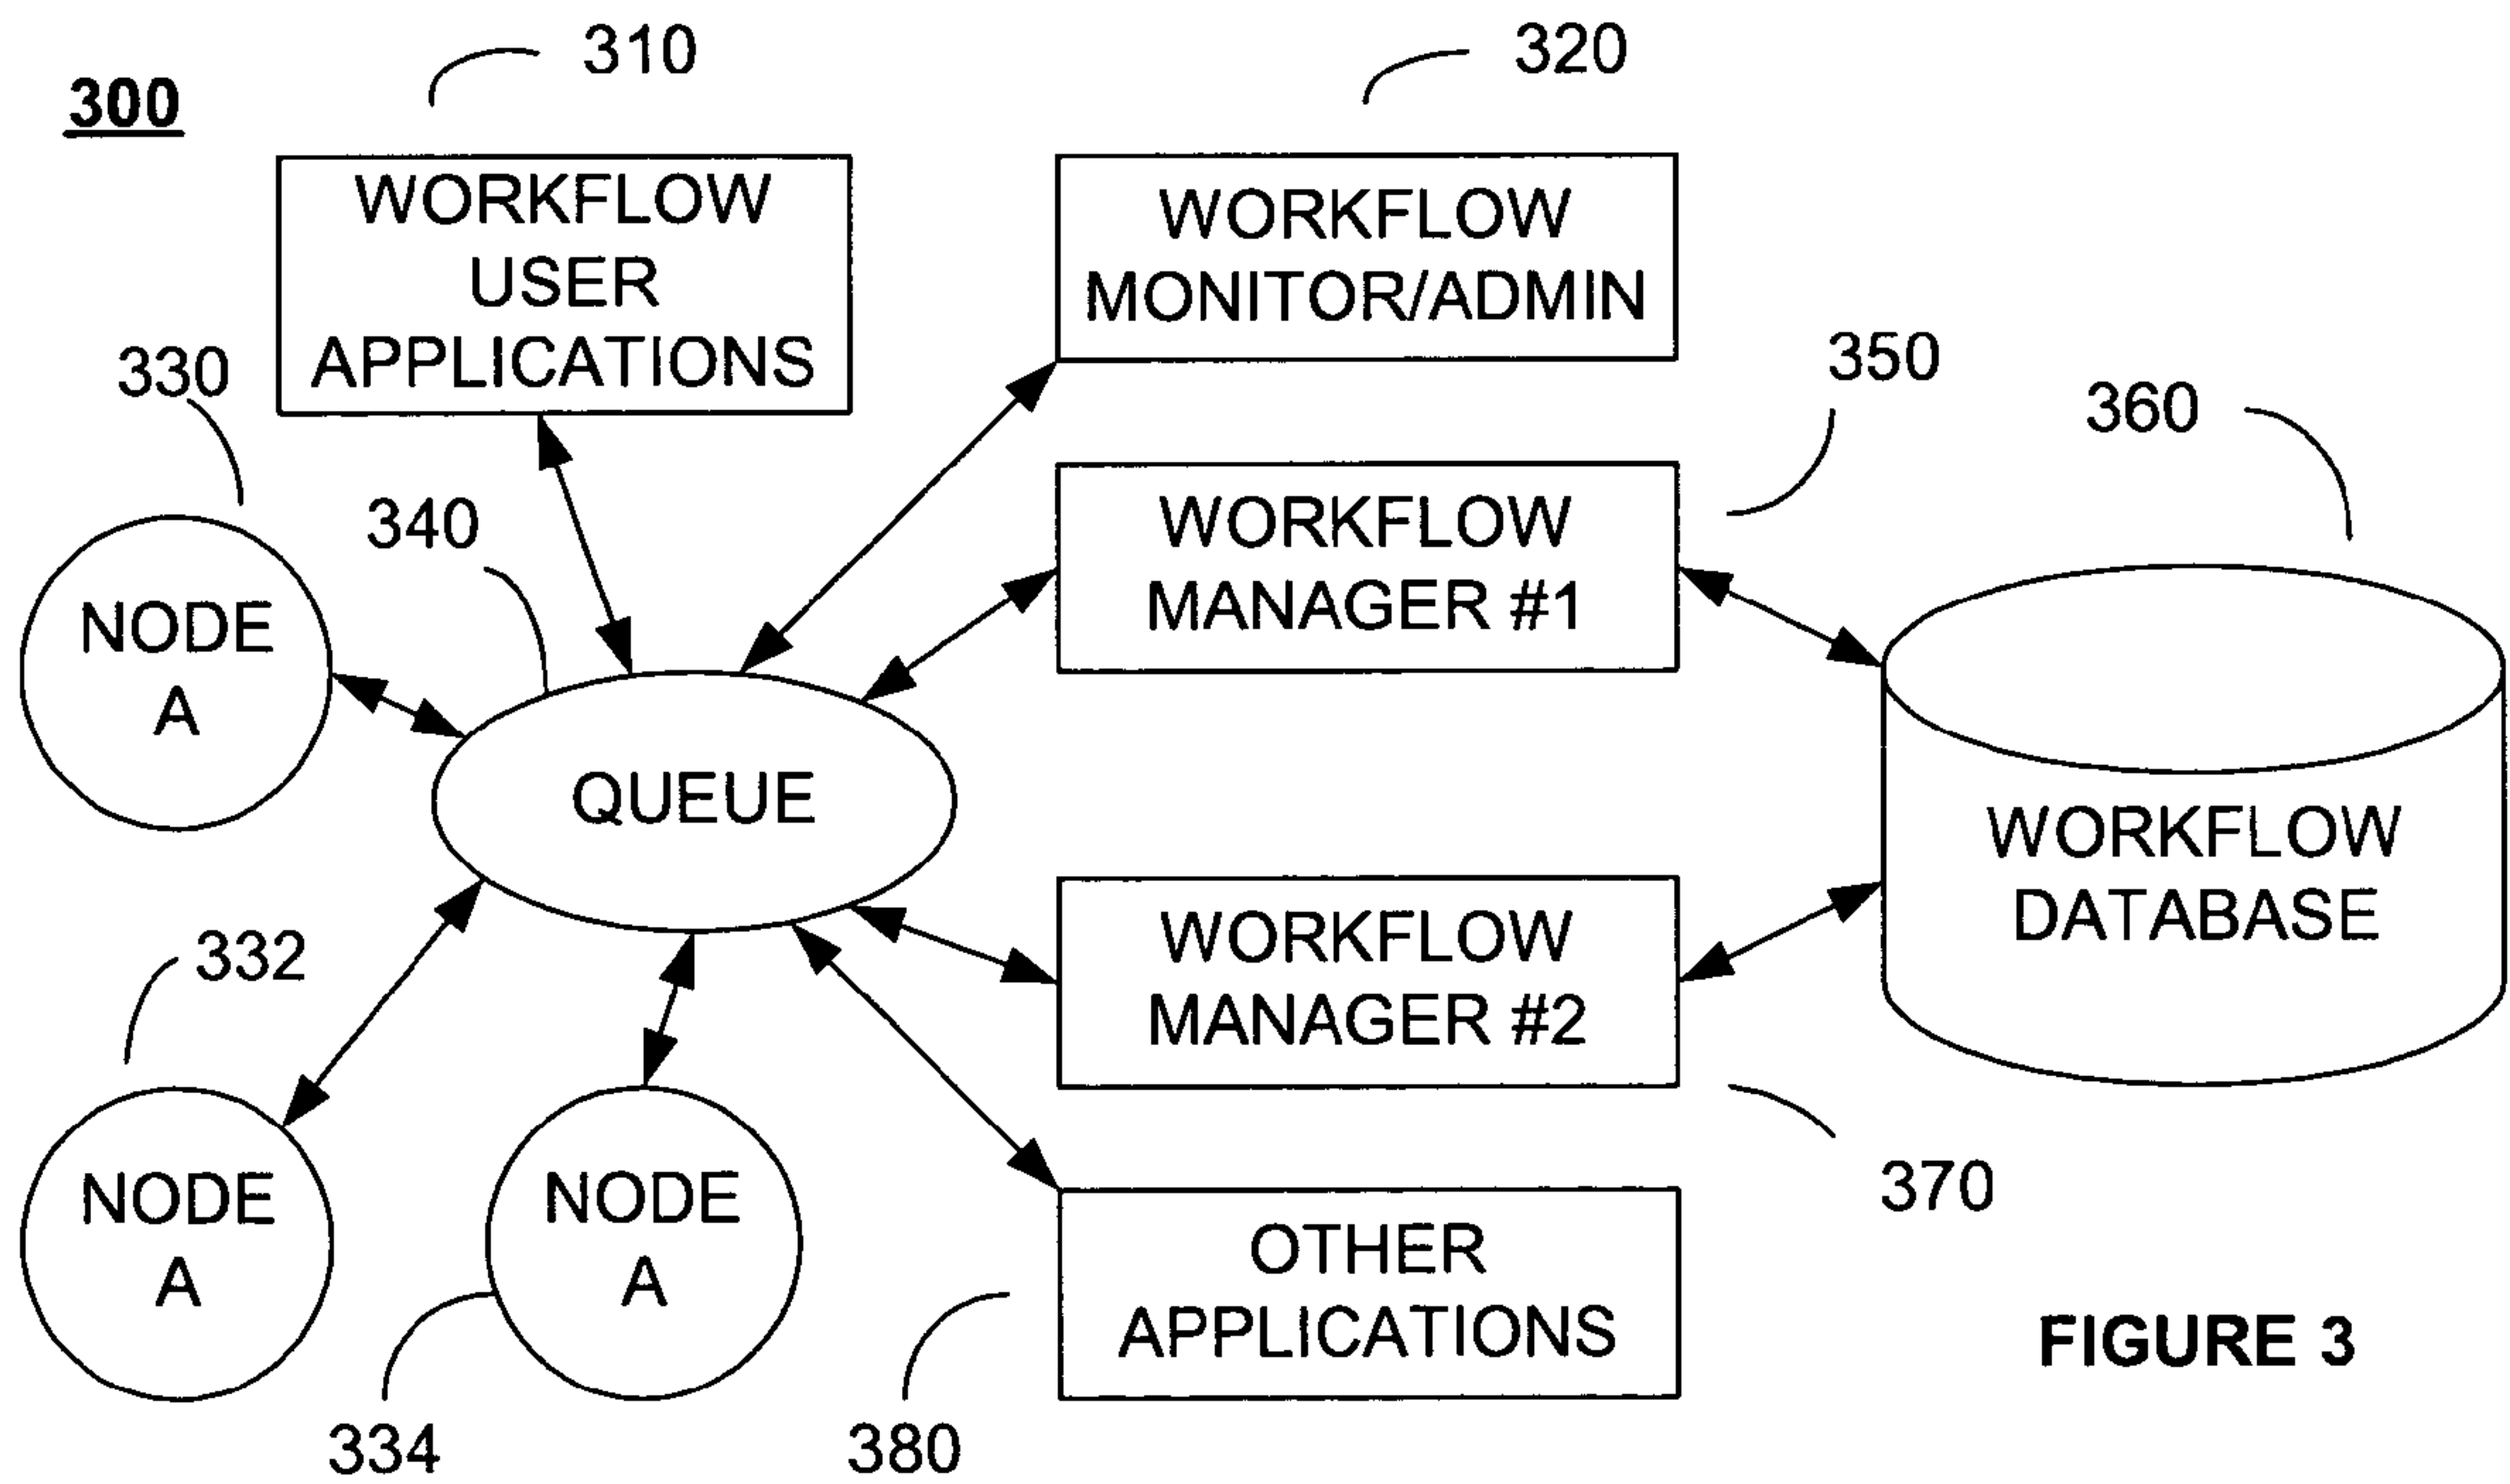 300
310
320
WORKFLOW
USER
APPLICATIONS
WORKFLOW
MONITOR/ADMIN
330
340
350
360
NODE
A
WORKFLOW
MANAGER #1
QUEUE
WORKFLOW
DATABASE
332
WORKFLOW
MANAGER #2
370
NODE
A
NODE
A
OTHER
APPLICATIONS
334
380
FIGURE 3